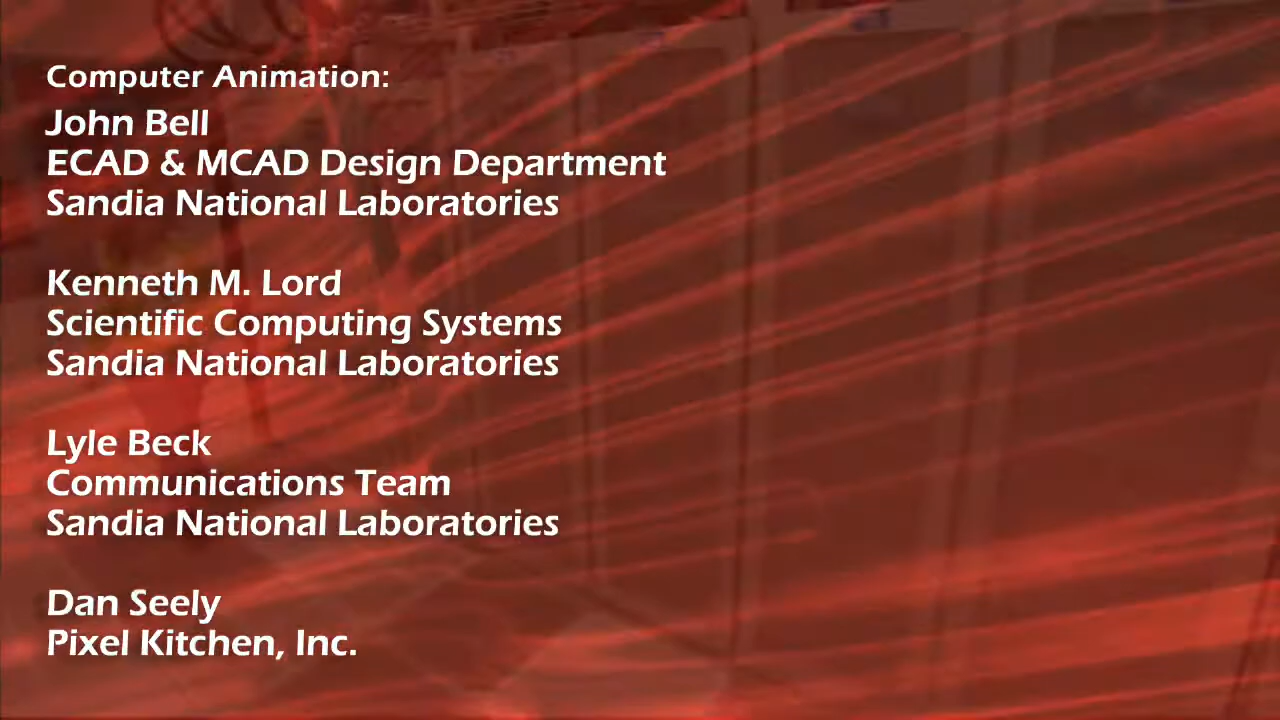 Computer Animation:
John Bell
ECAD & MCAD Design Department
Sandia National Laboratories
Kenneth M. Lord
Scientific Computing Systems
Sandia National Laboratories
Lyle Beck
Communications Team
Sandia National Laboratories
Dan Seely
Pixel Kitchen, Inc.